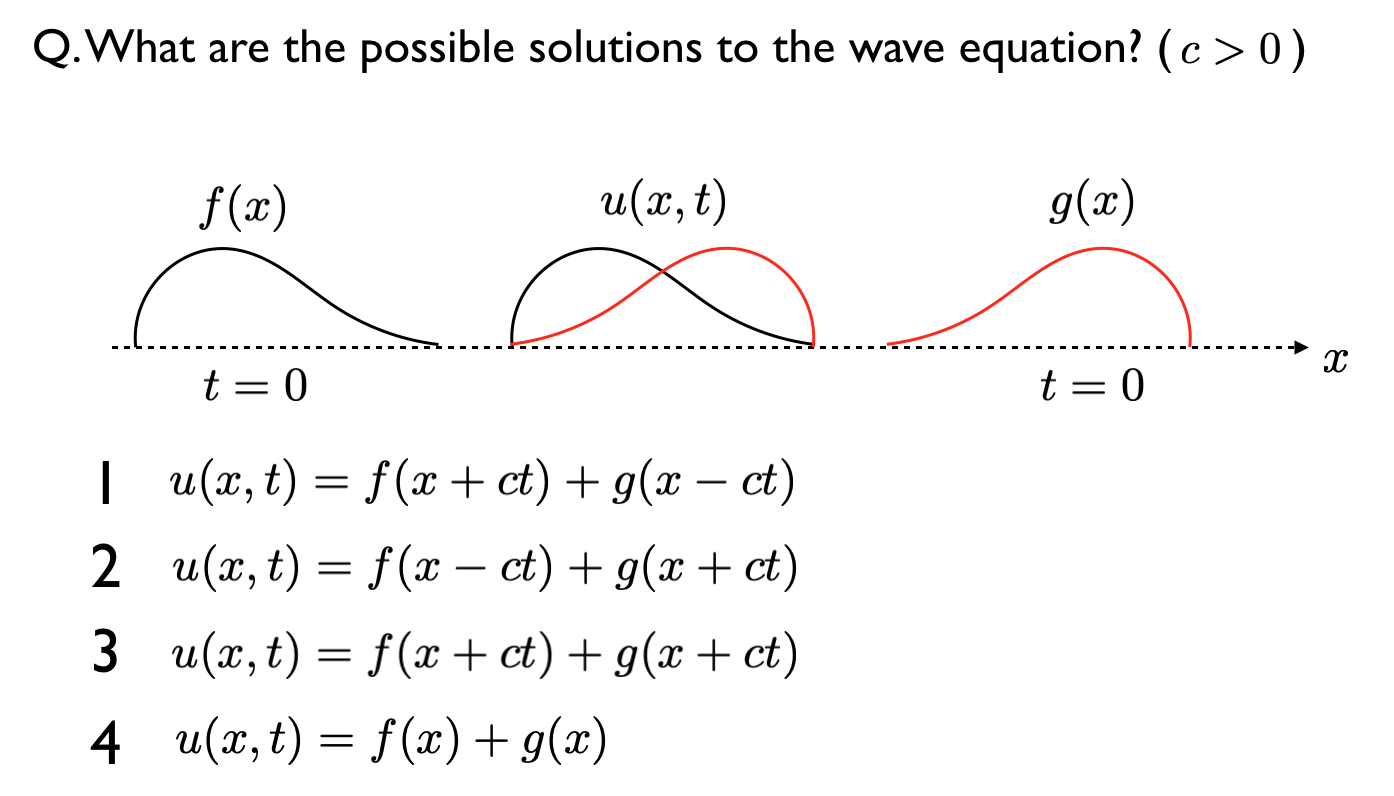 Q. What are the possible solutions to the wave equation? ( c > 0 )
f(x) u(x, t) g(x)
x
t = 0 t = 0
1 u(x, t) = f(x + ct) + g(x − ct)
2 u(x, t) = f(x − ct) + g(x + ct)
3 u(x, t) = f(x + ct) + g(x + ct)
4 u(x, t) = f(x) + g(x)